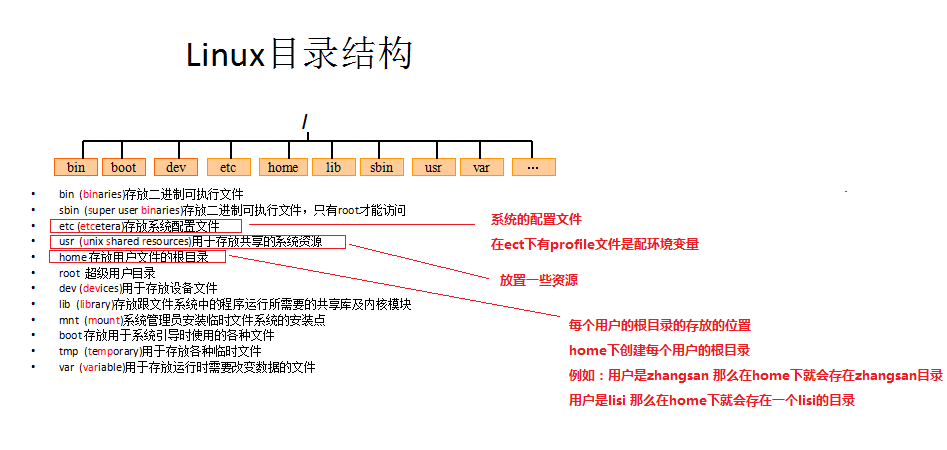 Linux目录结构
/
bin boot dev etc home lib sbin usr var ...
• bin (binaries)存放二进制可执行文件
• sbin (super user binaries)存放二进制可执行文件，只有root才能访问
• etc (etcetera)存放系统配置文件
• usr (unix shared resources)用于存放共享的系统资源
• home 存放用户文件的根目录
• root 超级用户目录
• dev (devices)用于存放设备文件
• lib (library)存放跟文件系统中的程序运行所需要的共享库及内核模块
• mnt (mount)系统管理员安装临时文件系统的安装点
• boot 存放用于系统引导时使用的各种文件
• tmp (temporary)用于存放各种临时文件
• var (variable)用于存放运行时需要改变数据的文件
系统的配置文件
在ect下有profile文件是配环境变量
放置一些资源
每个用户的根目录的存放的位置
home下创建每个用户的根目录
例如：用户是zhangsan 那么在home下就会存在zhangsan目录
用户是lisi 那么在home下就会存在一个lisi的目录